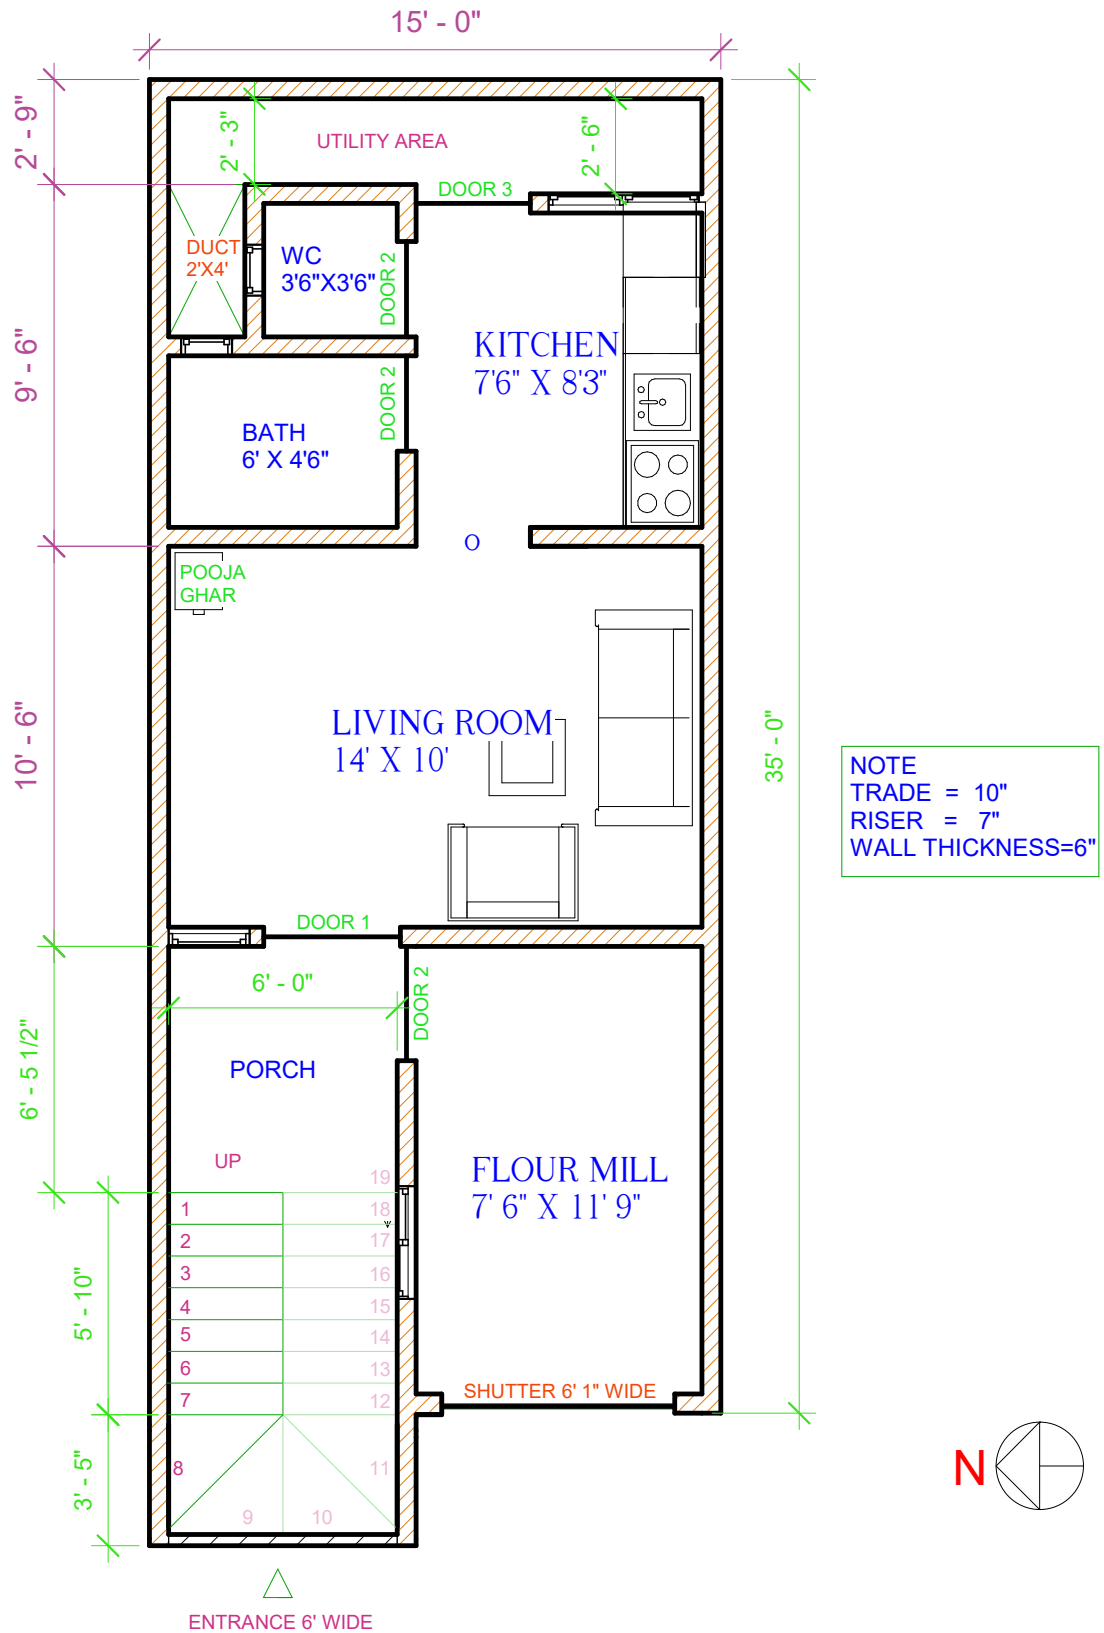 15' - 0"
2' - 9"
2' - 3"
UTILITY AREA
2' - 6"
DOOR 3
DUCT
2'X4'
WC
3'6"X3'6"
DOOR 2
9' - 6"
KITCHEN
7'6" X 8'3"
DOOR 2
BATH
6' X 4'6"
O
POOJA
GHAR
10' - 6"
LIVING ROOM
14' X 10'
35' - 0"
NOTE
TRADE = 10"
RISER = 7"
WALL THICKNESS=6"
DOOR 1
6' - 0"
DOOR 2
6' - 5 1/2"
PORCH
UP
FLOUR MILL
7' 6" X 11' 9"
19
1
18
2
17
3
16
4
15
5
14
6
13
7
12
5' - 10"
SHUTTER 6' 1" WIDE
8
11
9
10
3' - 5"
N
ENTRANCE 6' WIDE